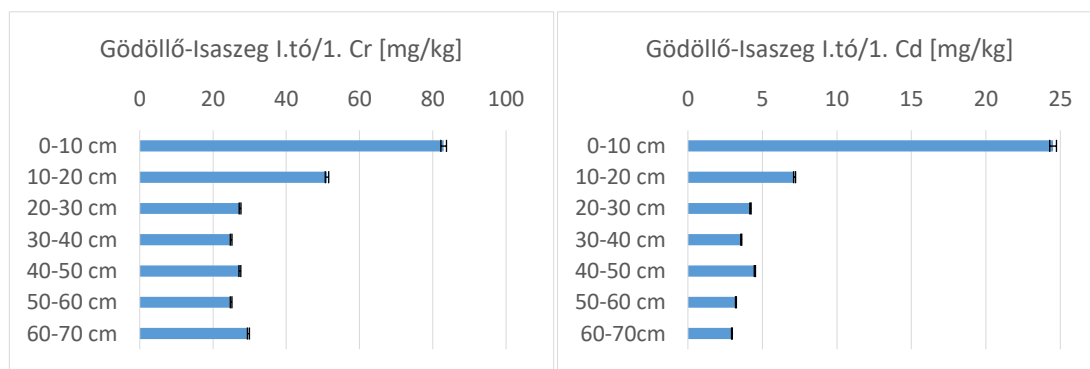 Gödöllő-Isaszeg I.tó/1. Cr [mg/kg]
0 20 40 60 80 100
0-10 cm
10-20 cm
20-30 cm
30-40 cm
40-50 cm
50-60 cm
60-70 cm
Gödöllő-Isaszeg I.tó/1. Cd [mg/kg]
0 5 10 15 20 25
0-10 cm
10-20 cm
20-30 cm
30-40 cm
40-50 cm
50-60 cm
60-70cm